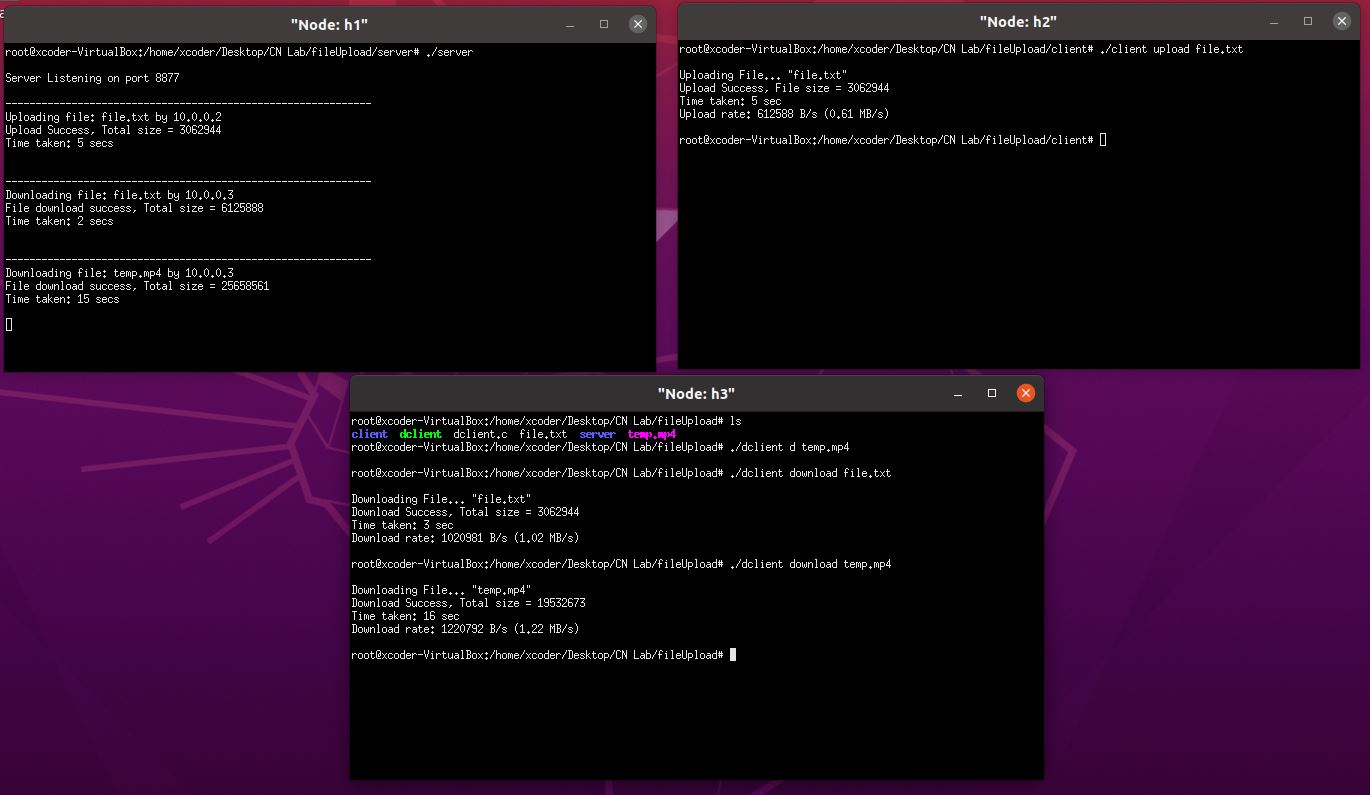 "Node: h1"
root@xcoder-VirtualBox:/home/xcoder/Desktop/CN Lab/fileUpload/server# ./server
Server Listening on port 8877
-------------------------------------------------------------
Uploading file: file.txt by 10.0.0.2
Upload Success, Total size = 3062944
Time taken: 5 secs
-------------------------------------------------------------
Downloading file: file.txt by 10.0.0.3
File download success, Total size = 6125888
Time taken: 2 secs
-------------------------------------------------------------
Downloading file: temp.mp4 by 10.0.0.3
File download success, Total size = 25658561
Time taken: 15 secs
"Node: h2"
root@xcoder-VirtualBox:/home/xcoder/Desktop/CN Lab/fileUpload/client# ./client upload file.txt
Uploading File... "file.txt"
Upload Success, File size = 3062944
Time taken: 5 sec
Upload rate: 612588 B/s (0.61 MB/s)
root@xcoder-VirtualBox:/home/xcoder/Desktop/CN Lab/fileUpload/client#
"Node: h3"
root@xcoder-VirtualBox:/home/xcoder/Desktop/CN Lab/fileUpload# ls
client dclient dclient.c file.txt server temp.mp4
root@xcoder-VirtualBox:/home/xcoder/Desktop/CN Lab/fileUpload# ./dclient d temp.mp4
root@xcoder-VirtualBox:/home/xcoder/Desktop/CN Lab/fileUpload# ./dclient download file.txt
Downloading File... "file.txt"
Download Success, Total size = 3062944
Time taken: 3 sec
Download rate: 1020981 B/s (1.02 MB/s)
root@xcoder-VirtualBox:/home/xcoder/Desktop/CN Lab/fileUpload# ./dclient download temp.mp4
Downloading File... "temp.mp4"
Download Success, Total size = 19532673
Time taken: 16 sec
Download rate: 1220792 B/s (1.22 MB/s)
root@xcoder-VirtualBox:/home/xcoder/Desktop/CN Lab/fileUpload#